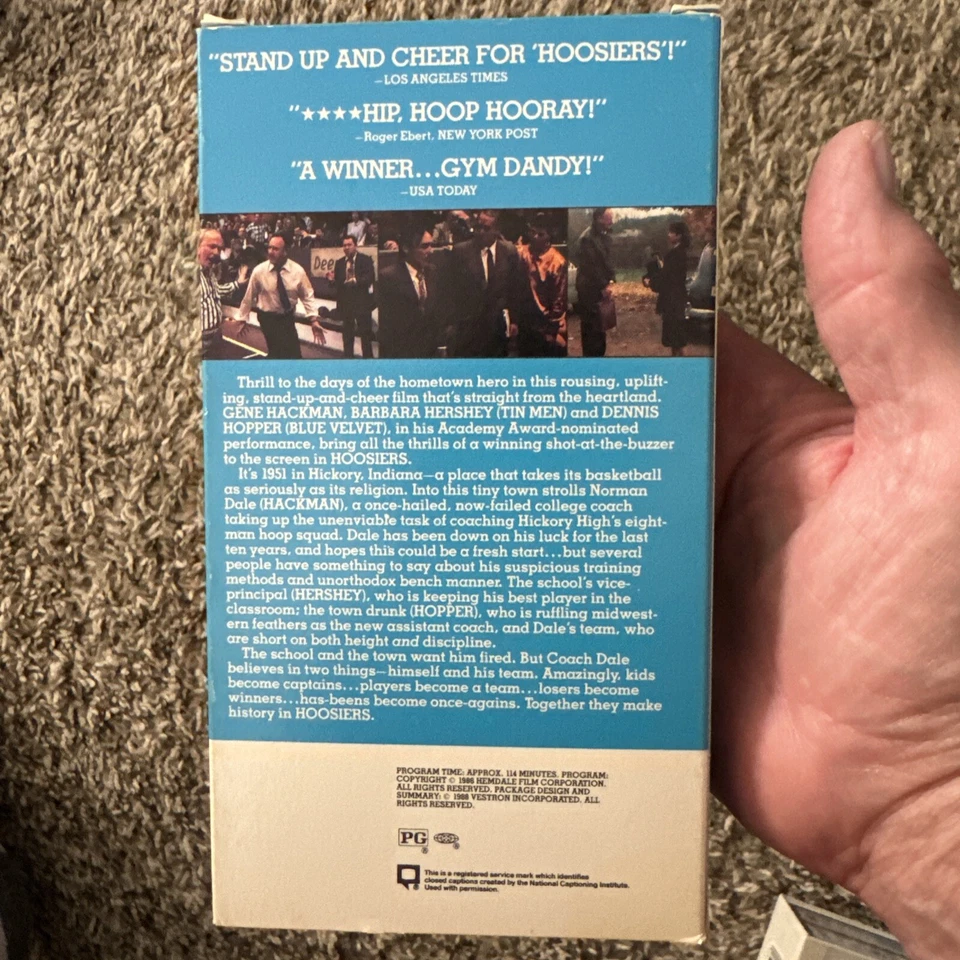 "STAND UP AND CHEER FOR 'HOOSIERS'!"
–LOS ANGELES TIMES
"★★★★HIP, HOOP HOORAY!"
–Roger Ebert, NEW YORK POST
"A WINNER...GYM DANDY!"
–USA TODAY
Dee
Thrill to the days of the hometown hero in this rousing, uplift-
ing, stand-up-and-cheer film that's straight from the heartland.
GENE HACKMAN, BARBARA HERSHEY (TIN MEN) and DENNIS
HOPPER (BLUE VELVET), in his Academy Award-nominated
performance, bring all the thrills of a winning shot-at-the-buzzer
to the screen in HOOSIERS.
It's 1951 in Hickory, Indiana—a place that takes its basketball
as seriously as its religion. Into this tiny town strolls Norman
Dale (HACKMAN), a once-hailed, now-failed college coach
taking up the unenviable task of coaching Hickory High's eight-
man hoop squad. Dale has been down on his luck for the last
ten years, and hopes this could be a fresh start...but several
people have something to say about his suspicious training
methods and unorthodox bench manner. The school's vice-
principal (HERSHEY), who is keeping his best player in the
classroom; the town drunk (HOPPER), who is ruffling midwest-
ern feathers as the new assistant coach, and Dale's team, who
are short on both height and discipline.
The school and the town want him fired. But Coach Dale
believes in two things—himself and his team. Amazingly, kids
become captains...players become a team...losers become
winners...has-beens become once-agains. Together they make
history in HOOSIERS.
PROGRAM TIME: APPROX. 114 MINUTES. PROGRAM:
COPYRIGHT © 1986 HEMDALE FILM CORPORATION.
ALL RIGHTS RESERVED. PACKAGE DESIGN AND
SUMMARY: © 1988 VESTRON INCORPORATED. ALL
RIGHTS RESERVED.
PG ®
This is a registered service mark which identifies
closed captions created by the National Captioning Institute.
Used with permission.